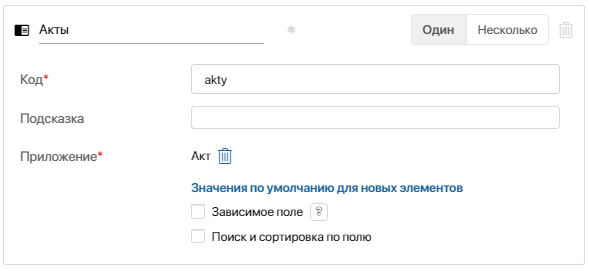 Акты * Один Несколько
Код* akty
Подсказка
Приложение* Акт
Значения по умолчанию для новых элементов
Зависимое поле ?
Поиск и сортировка по полю